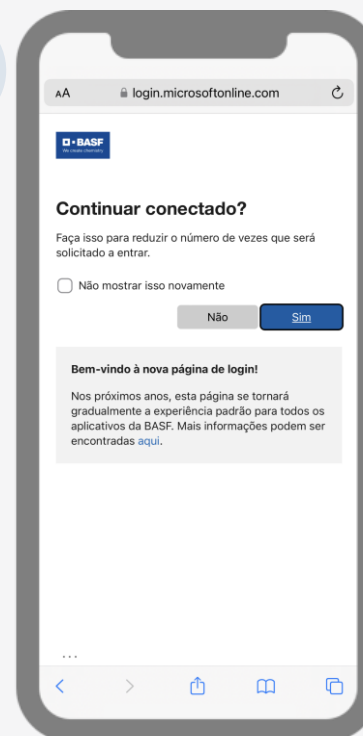 AA login.microsoftonline.com
BASF
We create chemistry
Continuar conectado?
Faça isso para reduzir o número de vezes que será
solicitado a entrar.
Não mostrar isso novamente
Não Sim
Bem-vindo à nova página de login!
Nos próximos anos, esta página se tornará
gradualmente a experiência padrão para todos os
aplicativos da BASF. Mais informações podem ser
encontradas aqui.
...